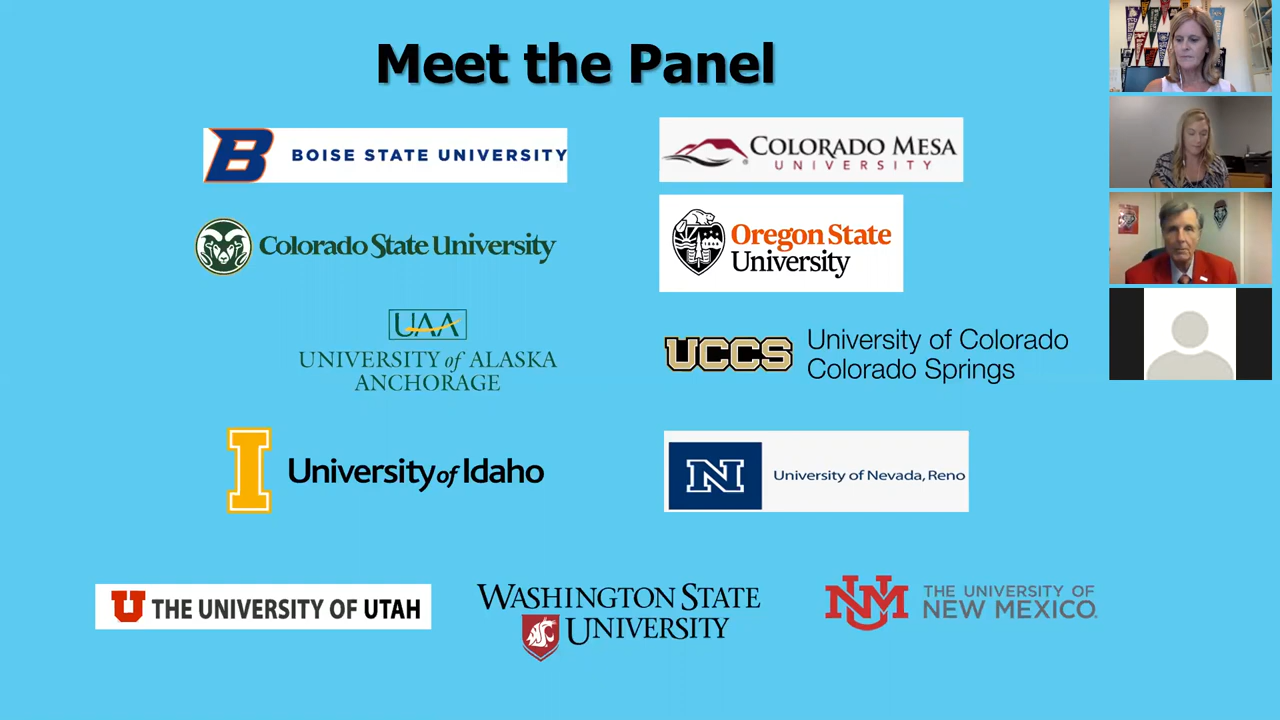 Meet the Panel
B BOISE STATE UNIVERSITY
COLORADO MESA
UNIVERSITY
Colorado State University
Oregon State
University
UAA
UNIVERSITY of ALASKA
ANCHORAGE
UCCS
University of Colorado
Colorado Springs
I University of Idaho
N University of Nevada, Reno
U THE UNIVERSITY OF UTAH
WASHINGTON STATE
UNIVERSITY
UNM
THE UNIVERSITY OF
NEW MEXICO